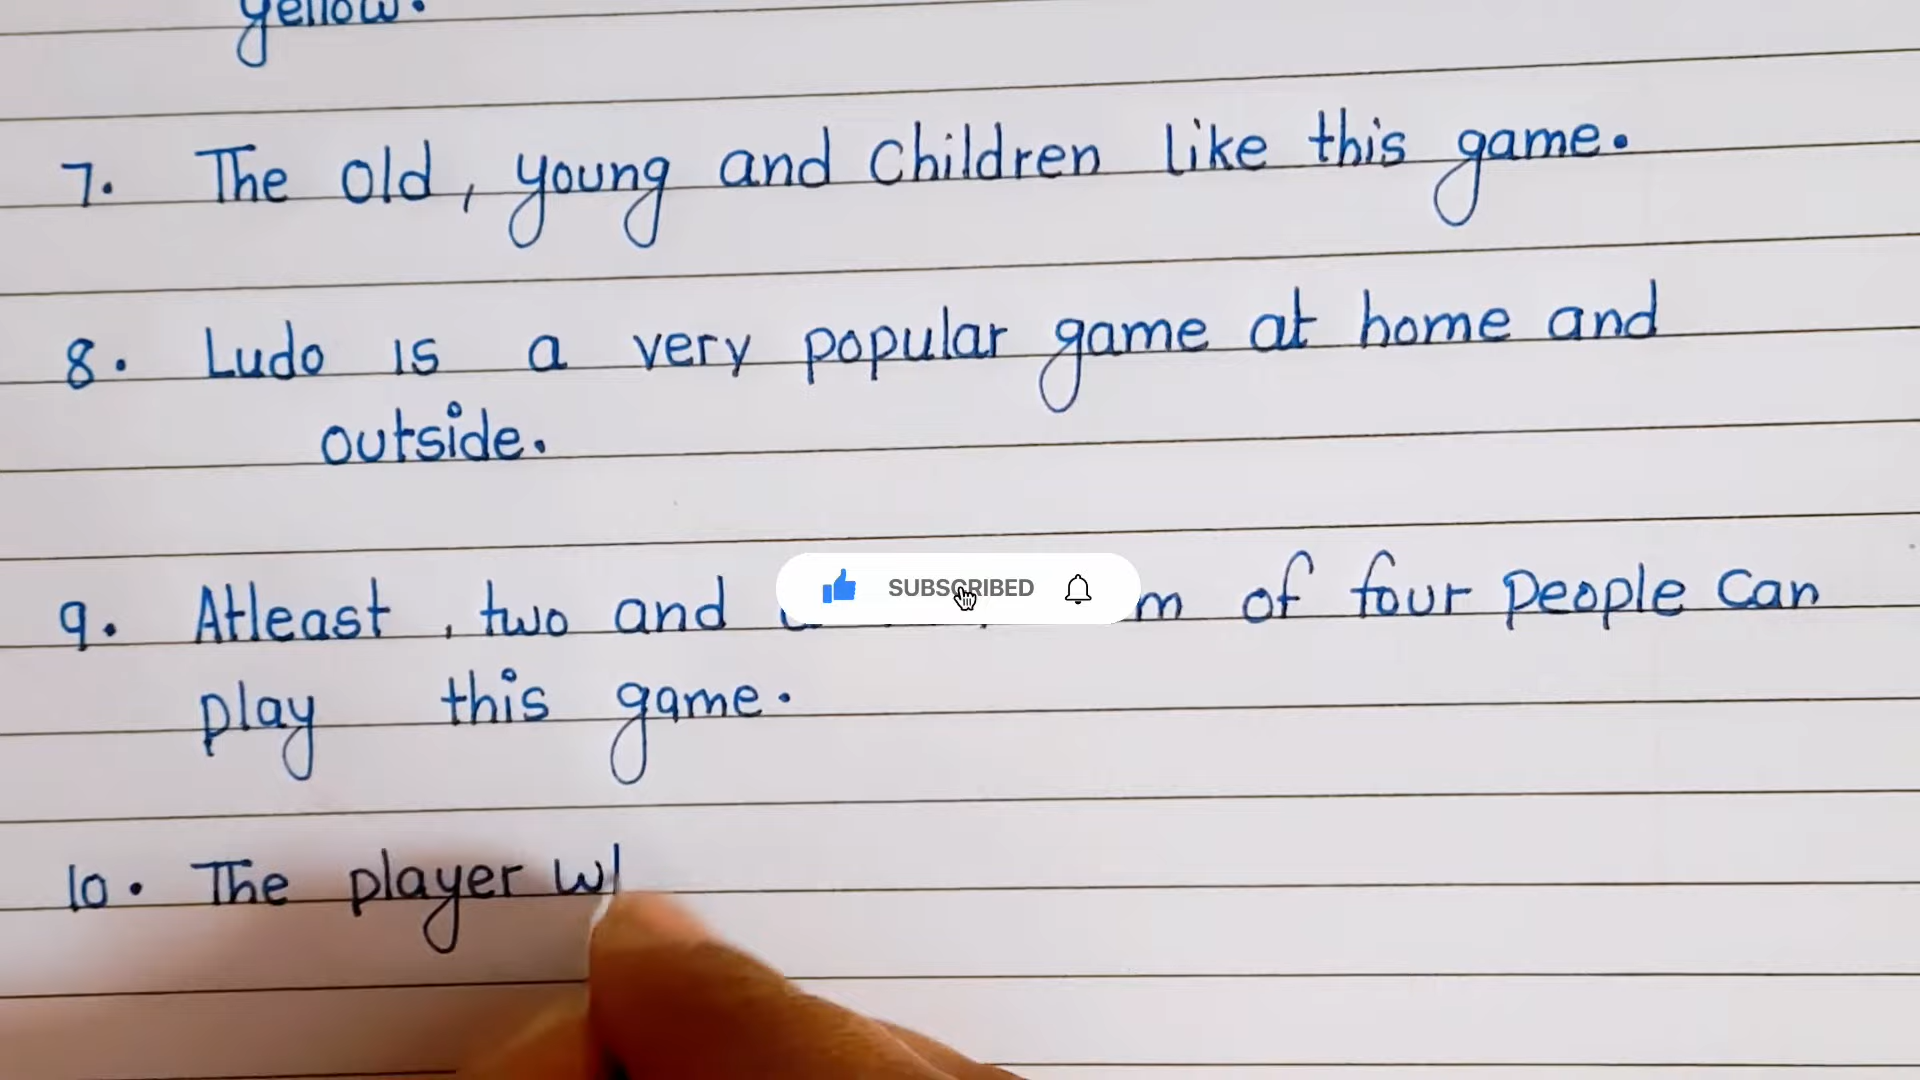 yellow.
7. The old, young and children like this game.
8. Ludo is a very popular game at home and
outside.
SUBSCRIBED
9. Atleast, two and of four people can
play this game.
10. The player